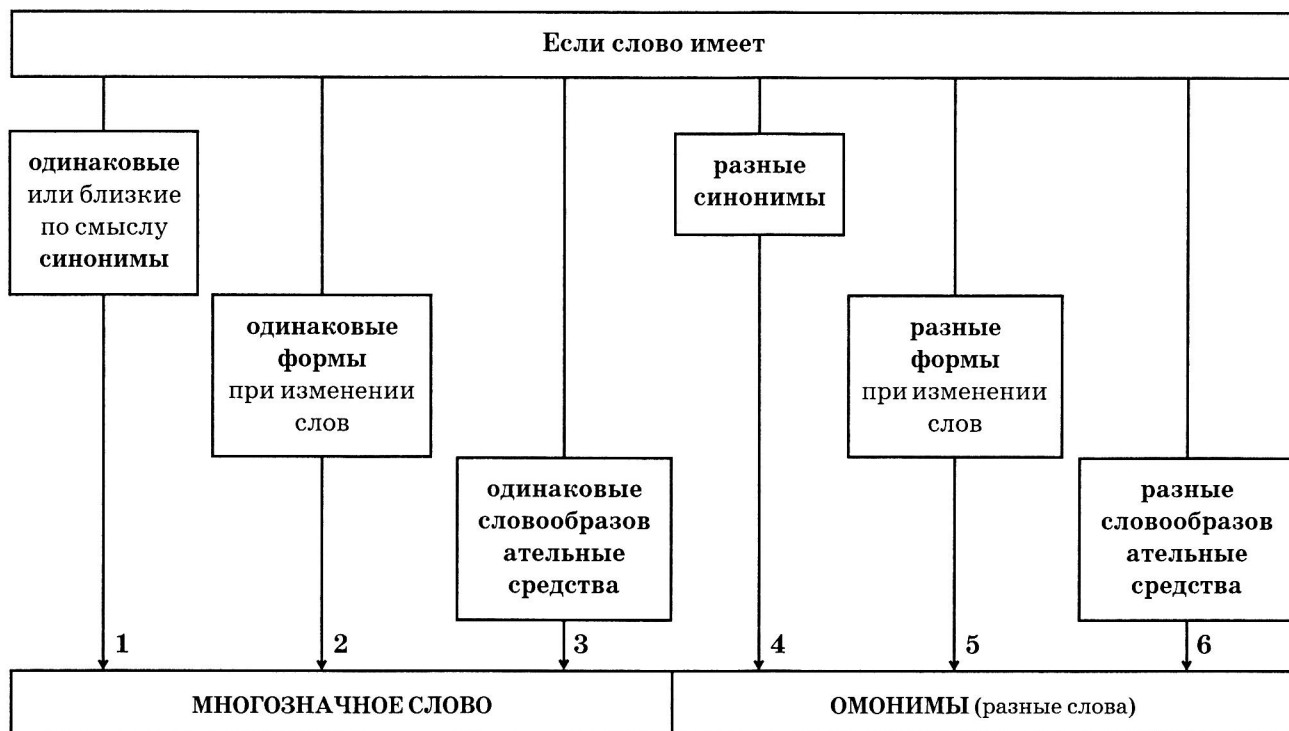 Если слово имеет
одинаковые
или близкие
по смыслу
синонимы
одинаковые
формы
при изменении
слов
одинаковые
словообразов
ательные
средства
разные
синонимы
разные
формы
при изменении
слов
разные
словообразов
ательные
средства
1
2
3
4
5
6
МНОГОЗНАЧНОЕ СЛОВО
ОМОНИМЫ (разные слова)